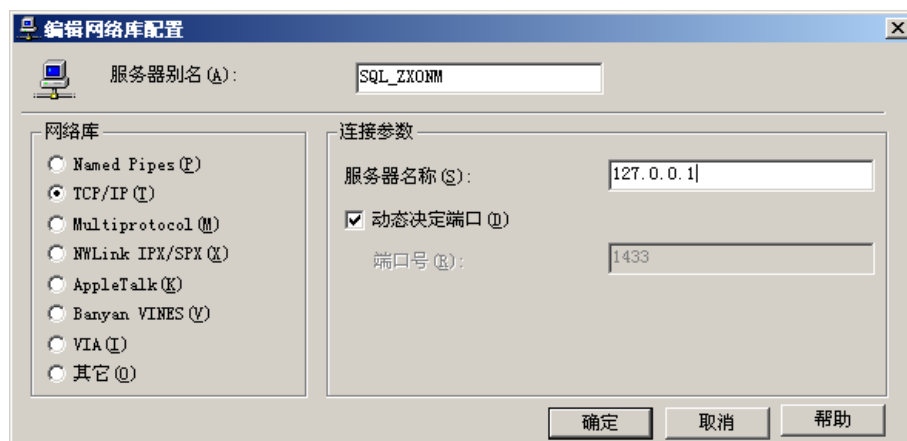 编辑网络库配置
服务器别名(A):
SQL_ZXONM
网络库
Named Pipes(P)
TCP/IP(T)
Multiprotocol(M)
NWLink IPX/SPX(X)
AppleTalk(K)
Banyan VINES(V)
VIA(I)
其它(O)
连接参数
服务器名称(S):
127.0.0.1
动态决定端口(D)
端口号(R):
1433
确定
取消
帮助